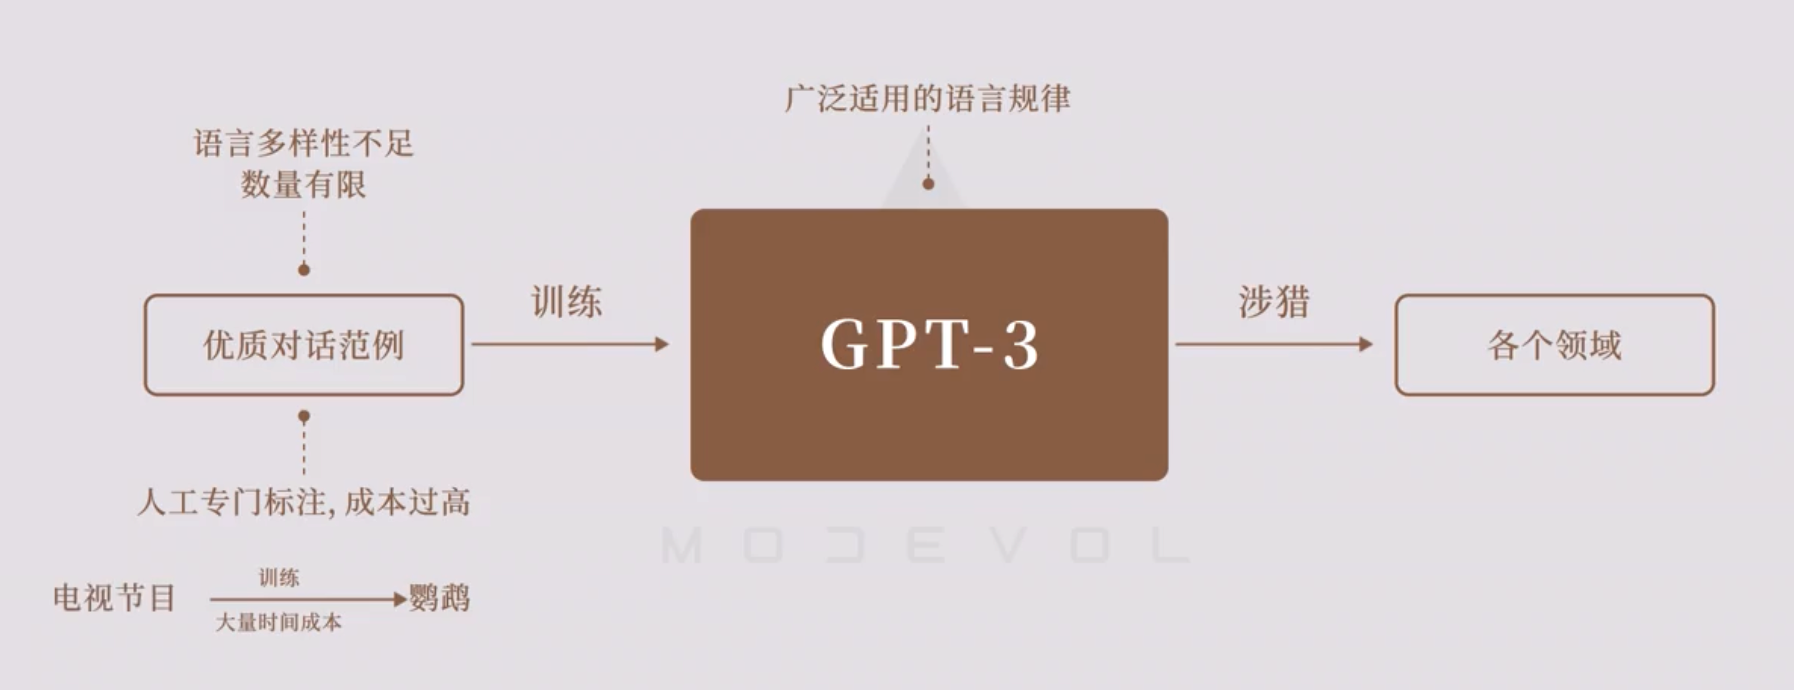 广泛适用的语言规律
语言多样性不足
数量有限
训练
涉猎
优质对话范例
GPT-3
各个领域
人工专门标注, 成本过高
MODEVOL
训练
电视节目
鹦鹉
大量时间成本